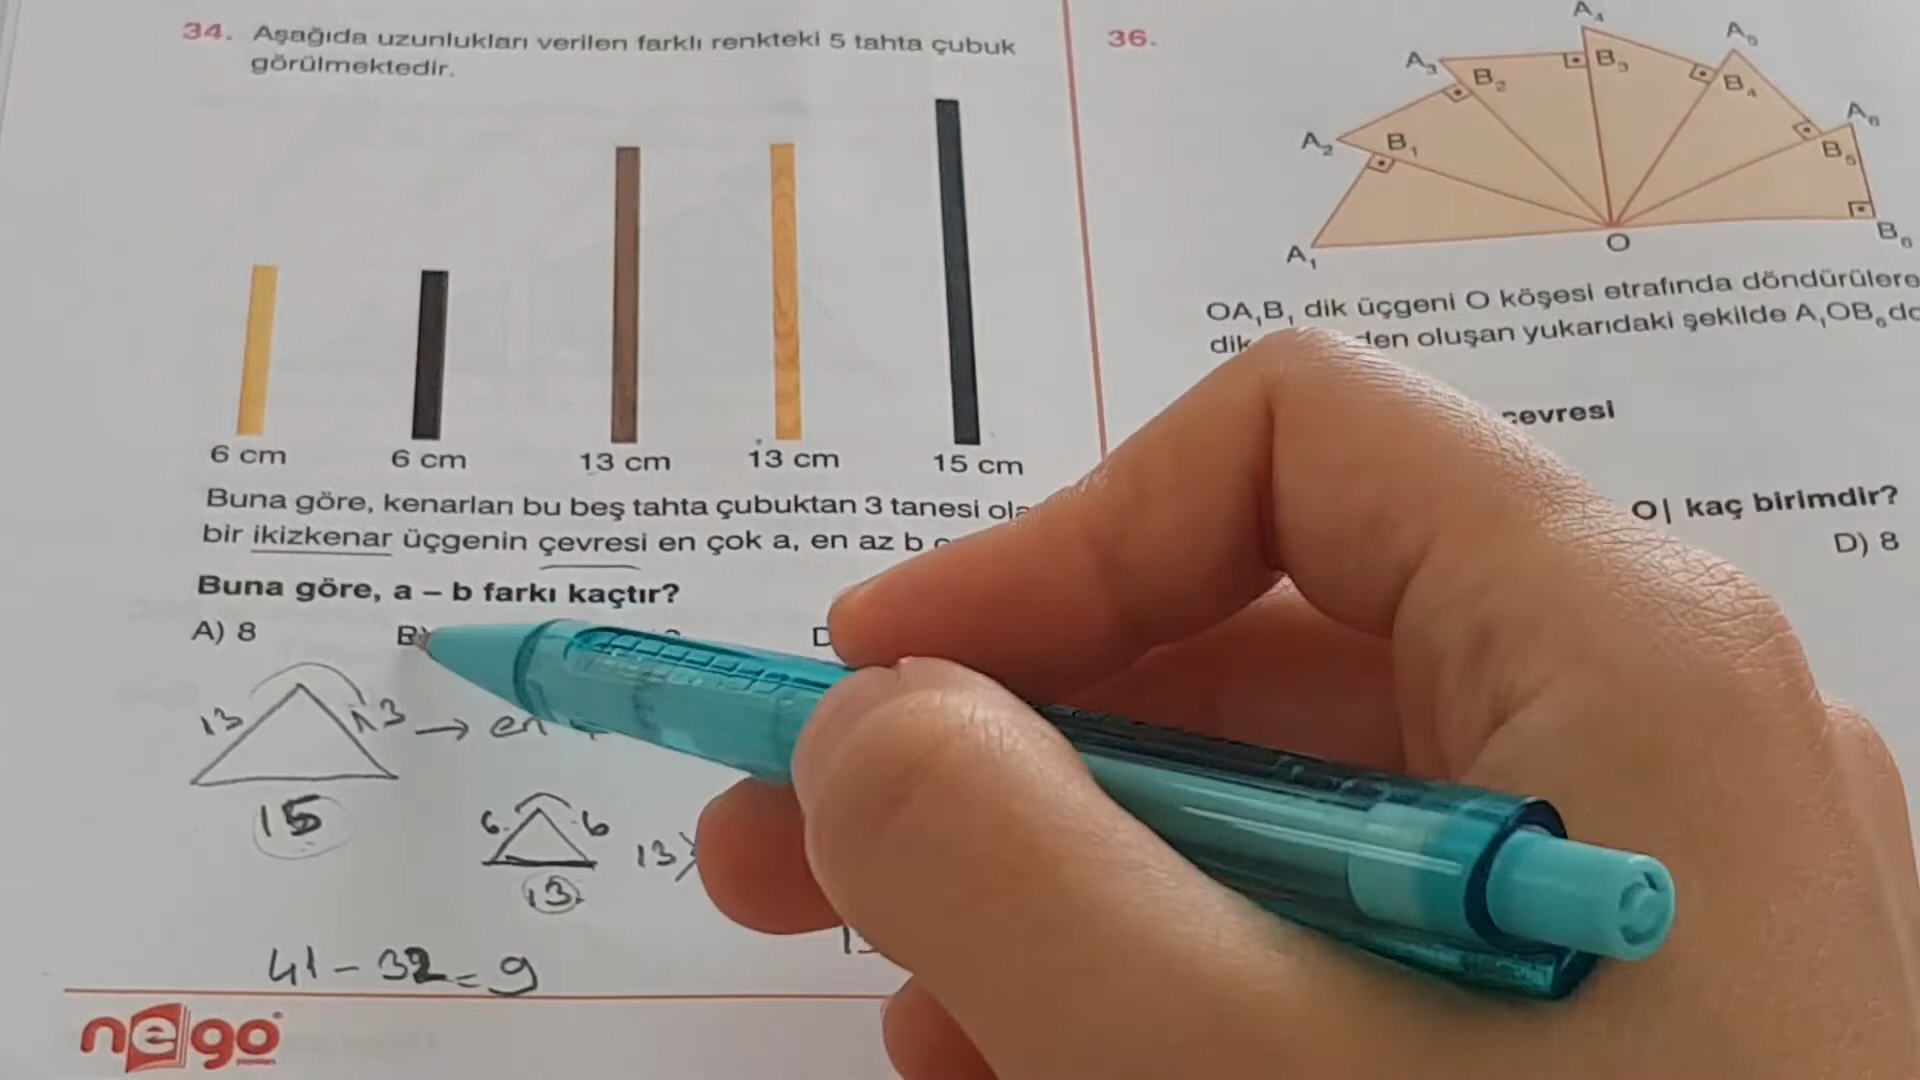 34. Aşağıda uzunlukları verilen farklı renkteki 5 tahta çubuk
görülmektedir.
6 cm 6 cm 13 cm 13 cm 15 cm
Buna göre, kenarları bu beş tahta çubuktan 3 tanesi
bir ikizkenar üçgenin çevresi en çok a, en az b
Buna göre, a – b farkı kaçtır?
A) 8 B)
13 13 → en
15
6 6 13
13
41 - 32 = 9
nego
36.
A₄
A₅
A₃ B₂ B₃
B₄
A₆
A₂ B₁
B₅
A₁ O B₆
OA₁B₁ dik üçgeni O köşesi etrafında
dik den oluşan yukarıdaki şekilde A₁OB₆
çevresi
O| kaç birimdir?
D) 8